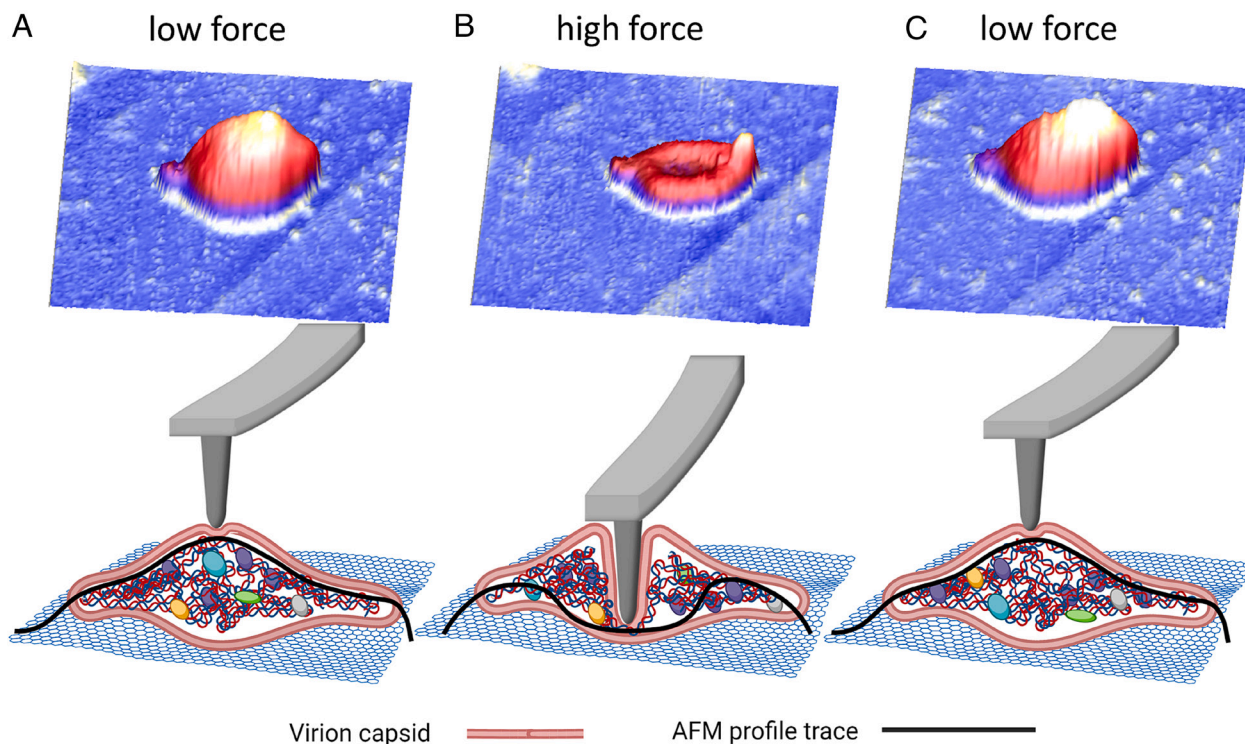 A low force
B high force
C low force
Virion capsid
AFM profile trace